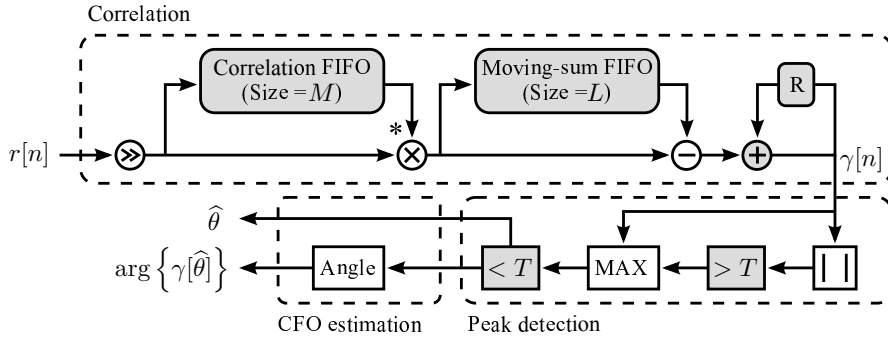 Correlation
Correlation FIFO
(Size =M)
Moving-sum FIFO
(Size =L)
R
*
r[n]
≫
×
−
+
γ[n]
θ̂
< T
MAX
> T
| |
arg {γ[θ̂]}
Angle
CFO estimation
Peak detection